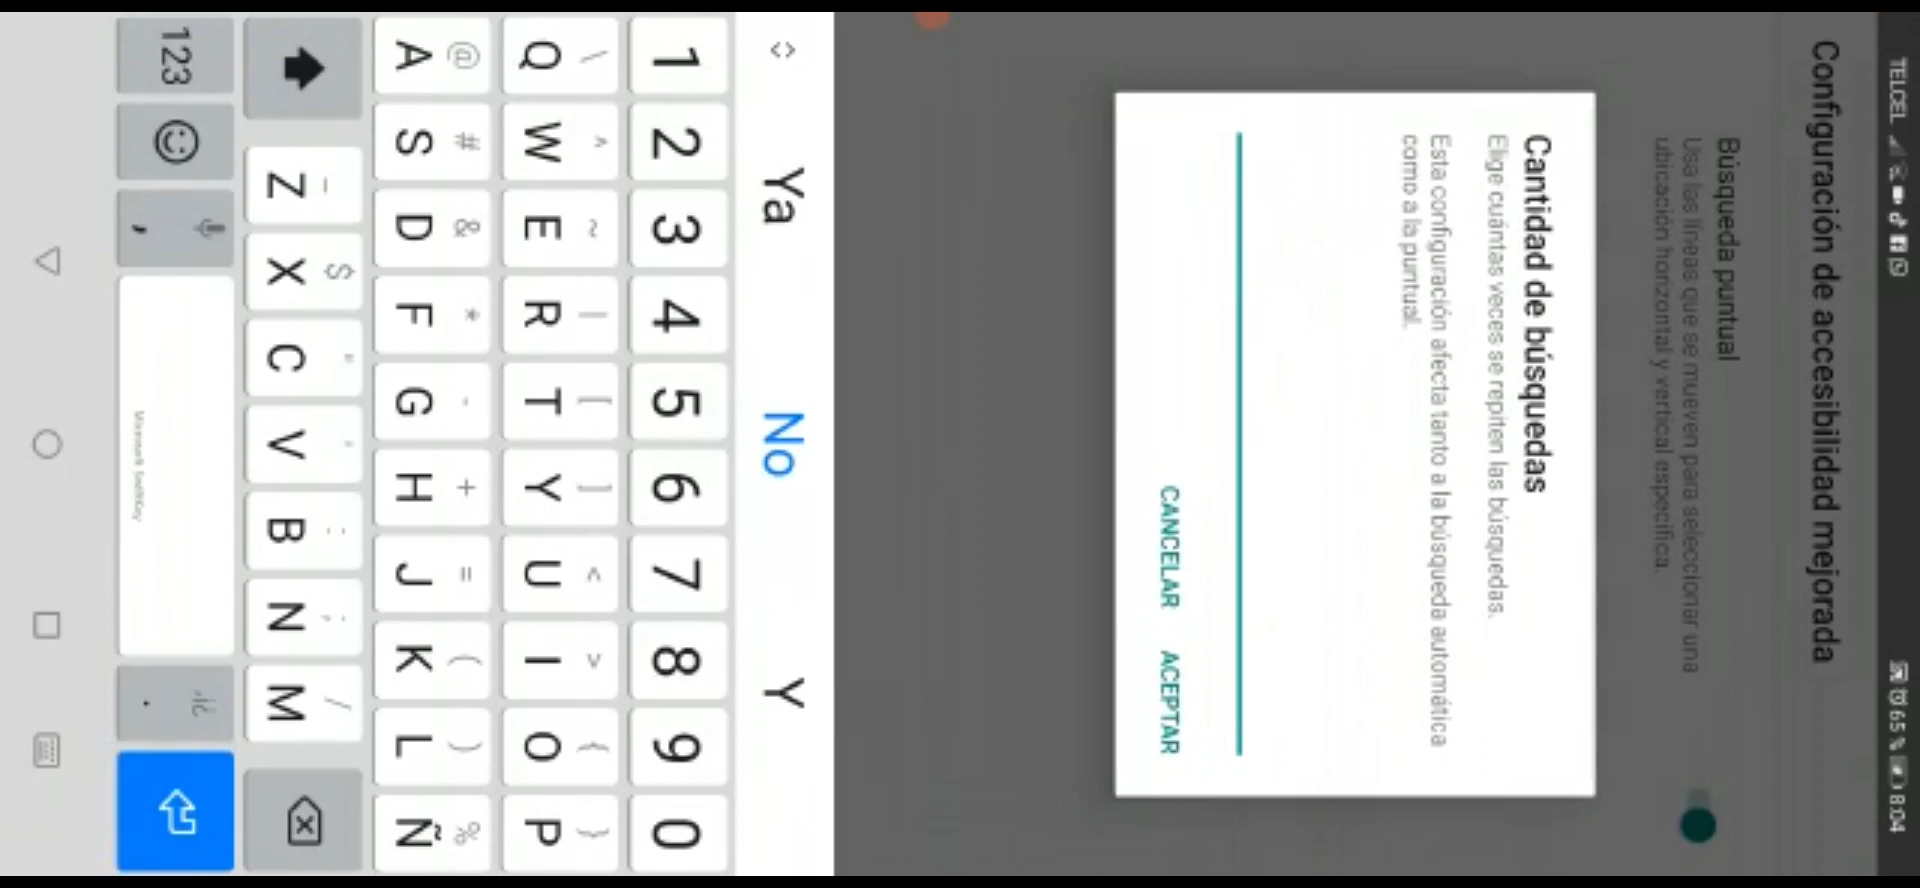 TELCEL 65 % 8:04
Configuración de accesibilidad mejorada
Búsqueda puntual
Usa las líneas que se mueven para seleccionar una
ubicación horizontal y vertical específica.
Cantidad de búsquedas
Elige cuántas veces se repiten las búsquedas.
Esta configuración afecta tanto a la búsqueda automática
como a la puntual.
CANCELAR ACEPTAR
<> Ya No Y
1 2 3 4 5 6 7 8 9 0
\ ^ ~ | [ ] < > { }
Q W E R T Y U I O P
@ # & * - + = ( ) %
A S D F G H J K L Ñ
_ $ " ' : ; /
Z X C V B N M
123 , .
Microsoft SwiftKey